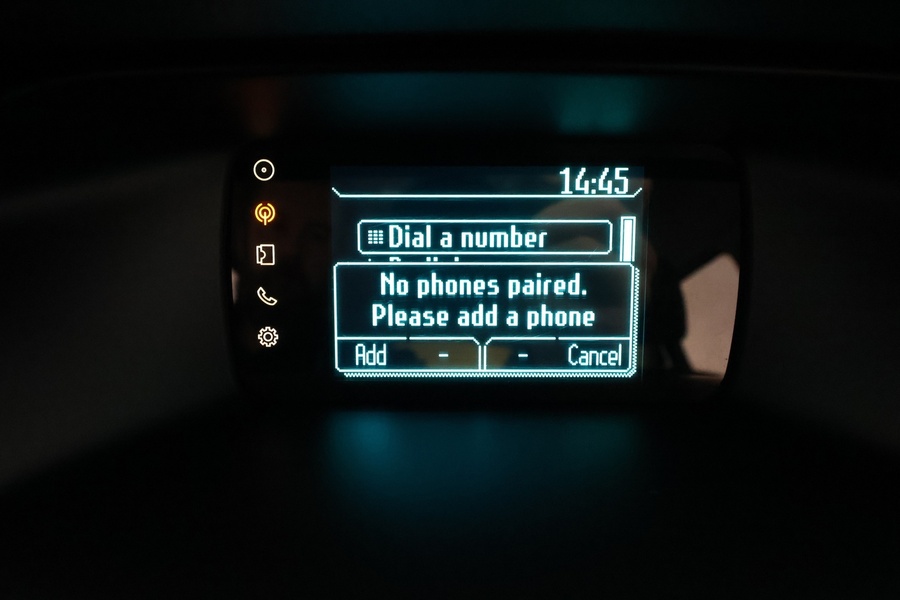 14:45
Dial a number
No phones paired.
Please add a phone
Add - - Cancel